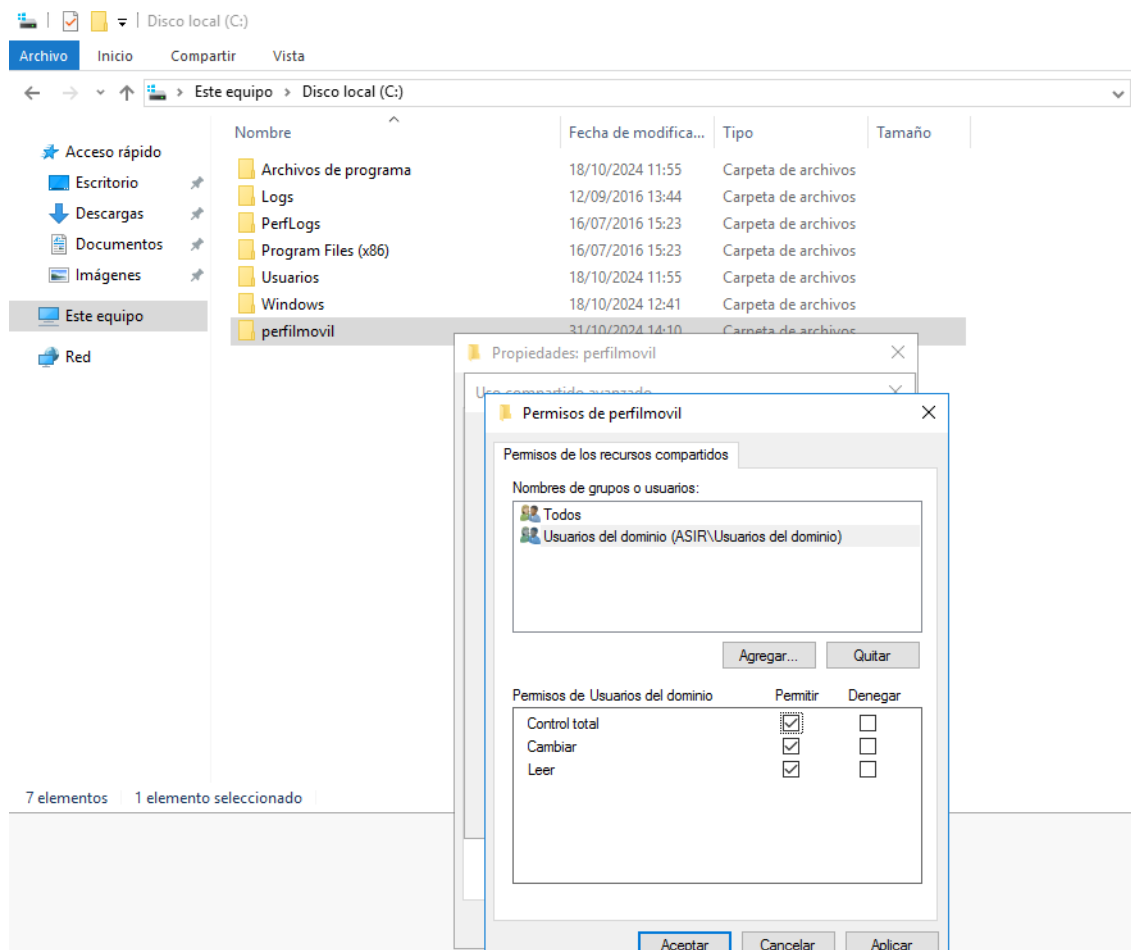 Disco local (C:)
Archivo Inicio Compartir Vista
Este equipo Disco local (C:)
Acceso rápido
Escritorio
Descargas
Documentos
Imágenes
Este equipo
Red
Nombre Fecha de modifica... Tipo Tamaño
Archivos de programa 18/10/2024 11:55 Carpeta de archivos
Logs 12/09/2016 13:44 Carpeta de archivos
PerfLogs 16/07/2016 15:23 Carpeta de archivos
Program Files (x86) 16/07/2016 15:23 Carpeta de archivos
Usuarios 18/10/2024 11:55 Carpeta de archivos
Windows 18/10/2024 12:41 Carpeta de archivos
perfilmovil 31/10/2024 14:10 Carpeta de archivos
Propiedades: perfilmovil
Uso compartido avanzado
Permisos de perfilmovil
Permisos de los recursos compartidos
Nombres de grupos o usuarios:
Todos
Usuarios del dominio (ASIR\Usuarios del dominio)
Agregar... Quitar
Permisos de Usuarios del dominio Permitir Denegar
Control total
Cambiar
Leer
Aceptar Cancelar Aplicar
7 elementos 1 elemento seleccionado